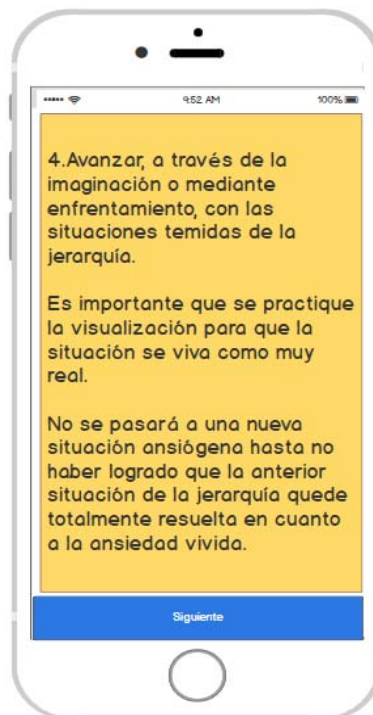 9:52 AM
100%
4.Avanzar, a través de la
imaginación o mediante
enfrentamiento, con las
situaciones temidas de la
jerarquía.
Es importante que se practique
la visualización para que la
situación se viva como muy
real.
No se pasará a una nueva
situación ansiógena hasta no
haber logrado que la anterior
situación de la jerarquía quede
totalmente resuelta en cuanto
a la ansiedad vivida.
Siguiente